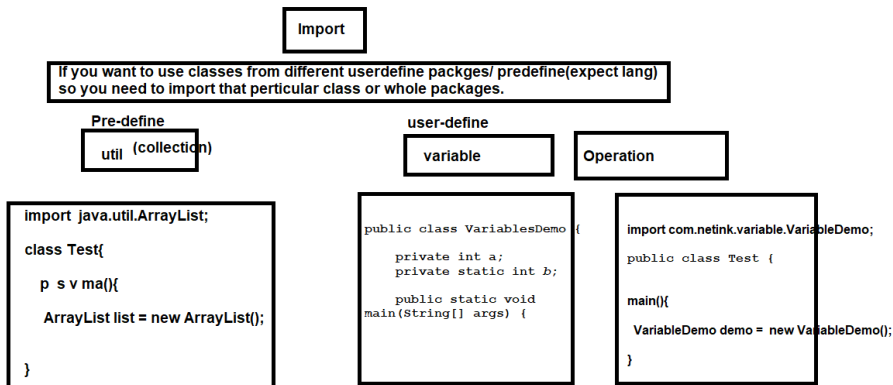 Import
If you want to use classes from different userdefine packges/ predefine(expect lang)
so you need to import that perticular class or whole packages.
Pre-define
util (collection)
user-define
variable
Operation
import java.util.ArrayList;
class Test{
p s v ma(){
ArrayList list = new ArrayList();
}
public class VariablesDemo {
private int a;
private static int b;
public static void
main(String[] args) {
import com.netink.variable.VariableDemo;
public class Test {
main(){
VariableDemo demo = new VariableDemo();
}